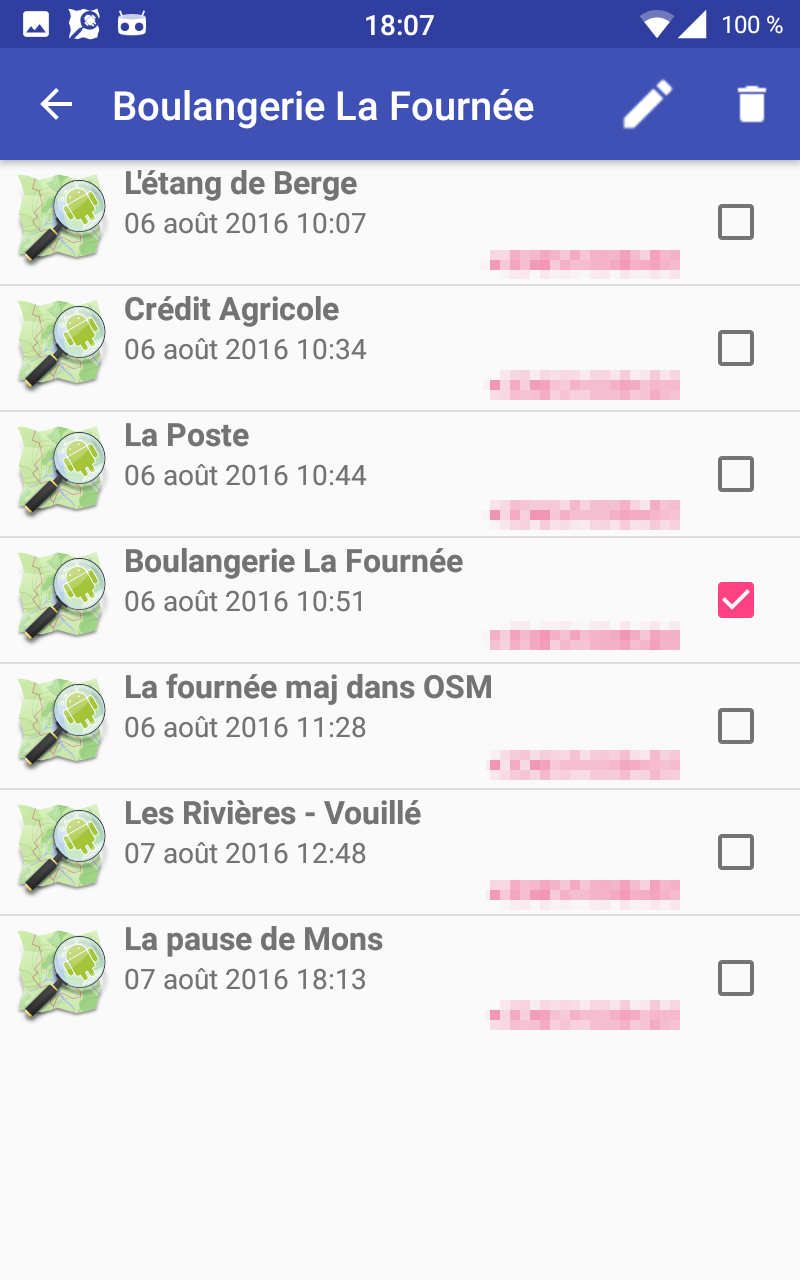 18:07
100 %
Boulangerie La Fournée
L'étang de Berge
06 août 2016 10:07
Crédit Agricole
06 août 2016 10:34
La Poste
06 août 2016 10:44
Boulangerie La Fournée
06 août 2016 10:51
La fournée maj dans OSM
06 août 2016 11:28
Les Rivières - Vouillé
07 août 2016 12:48
La pause de Mons
07 août 2016 18:13